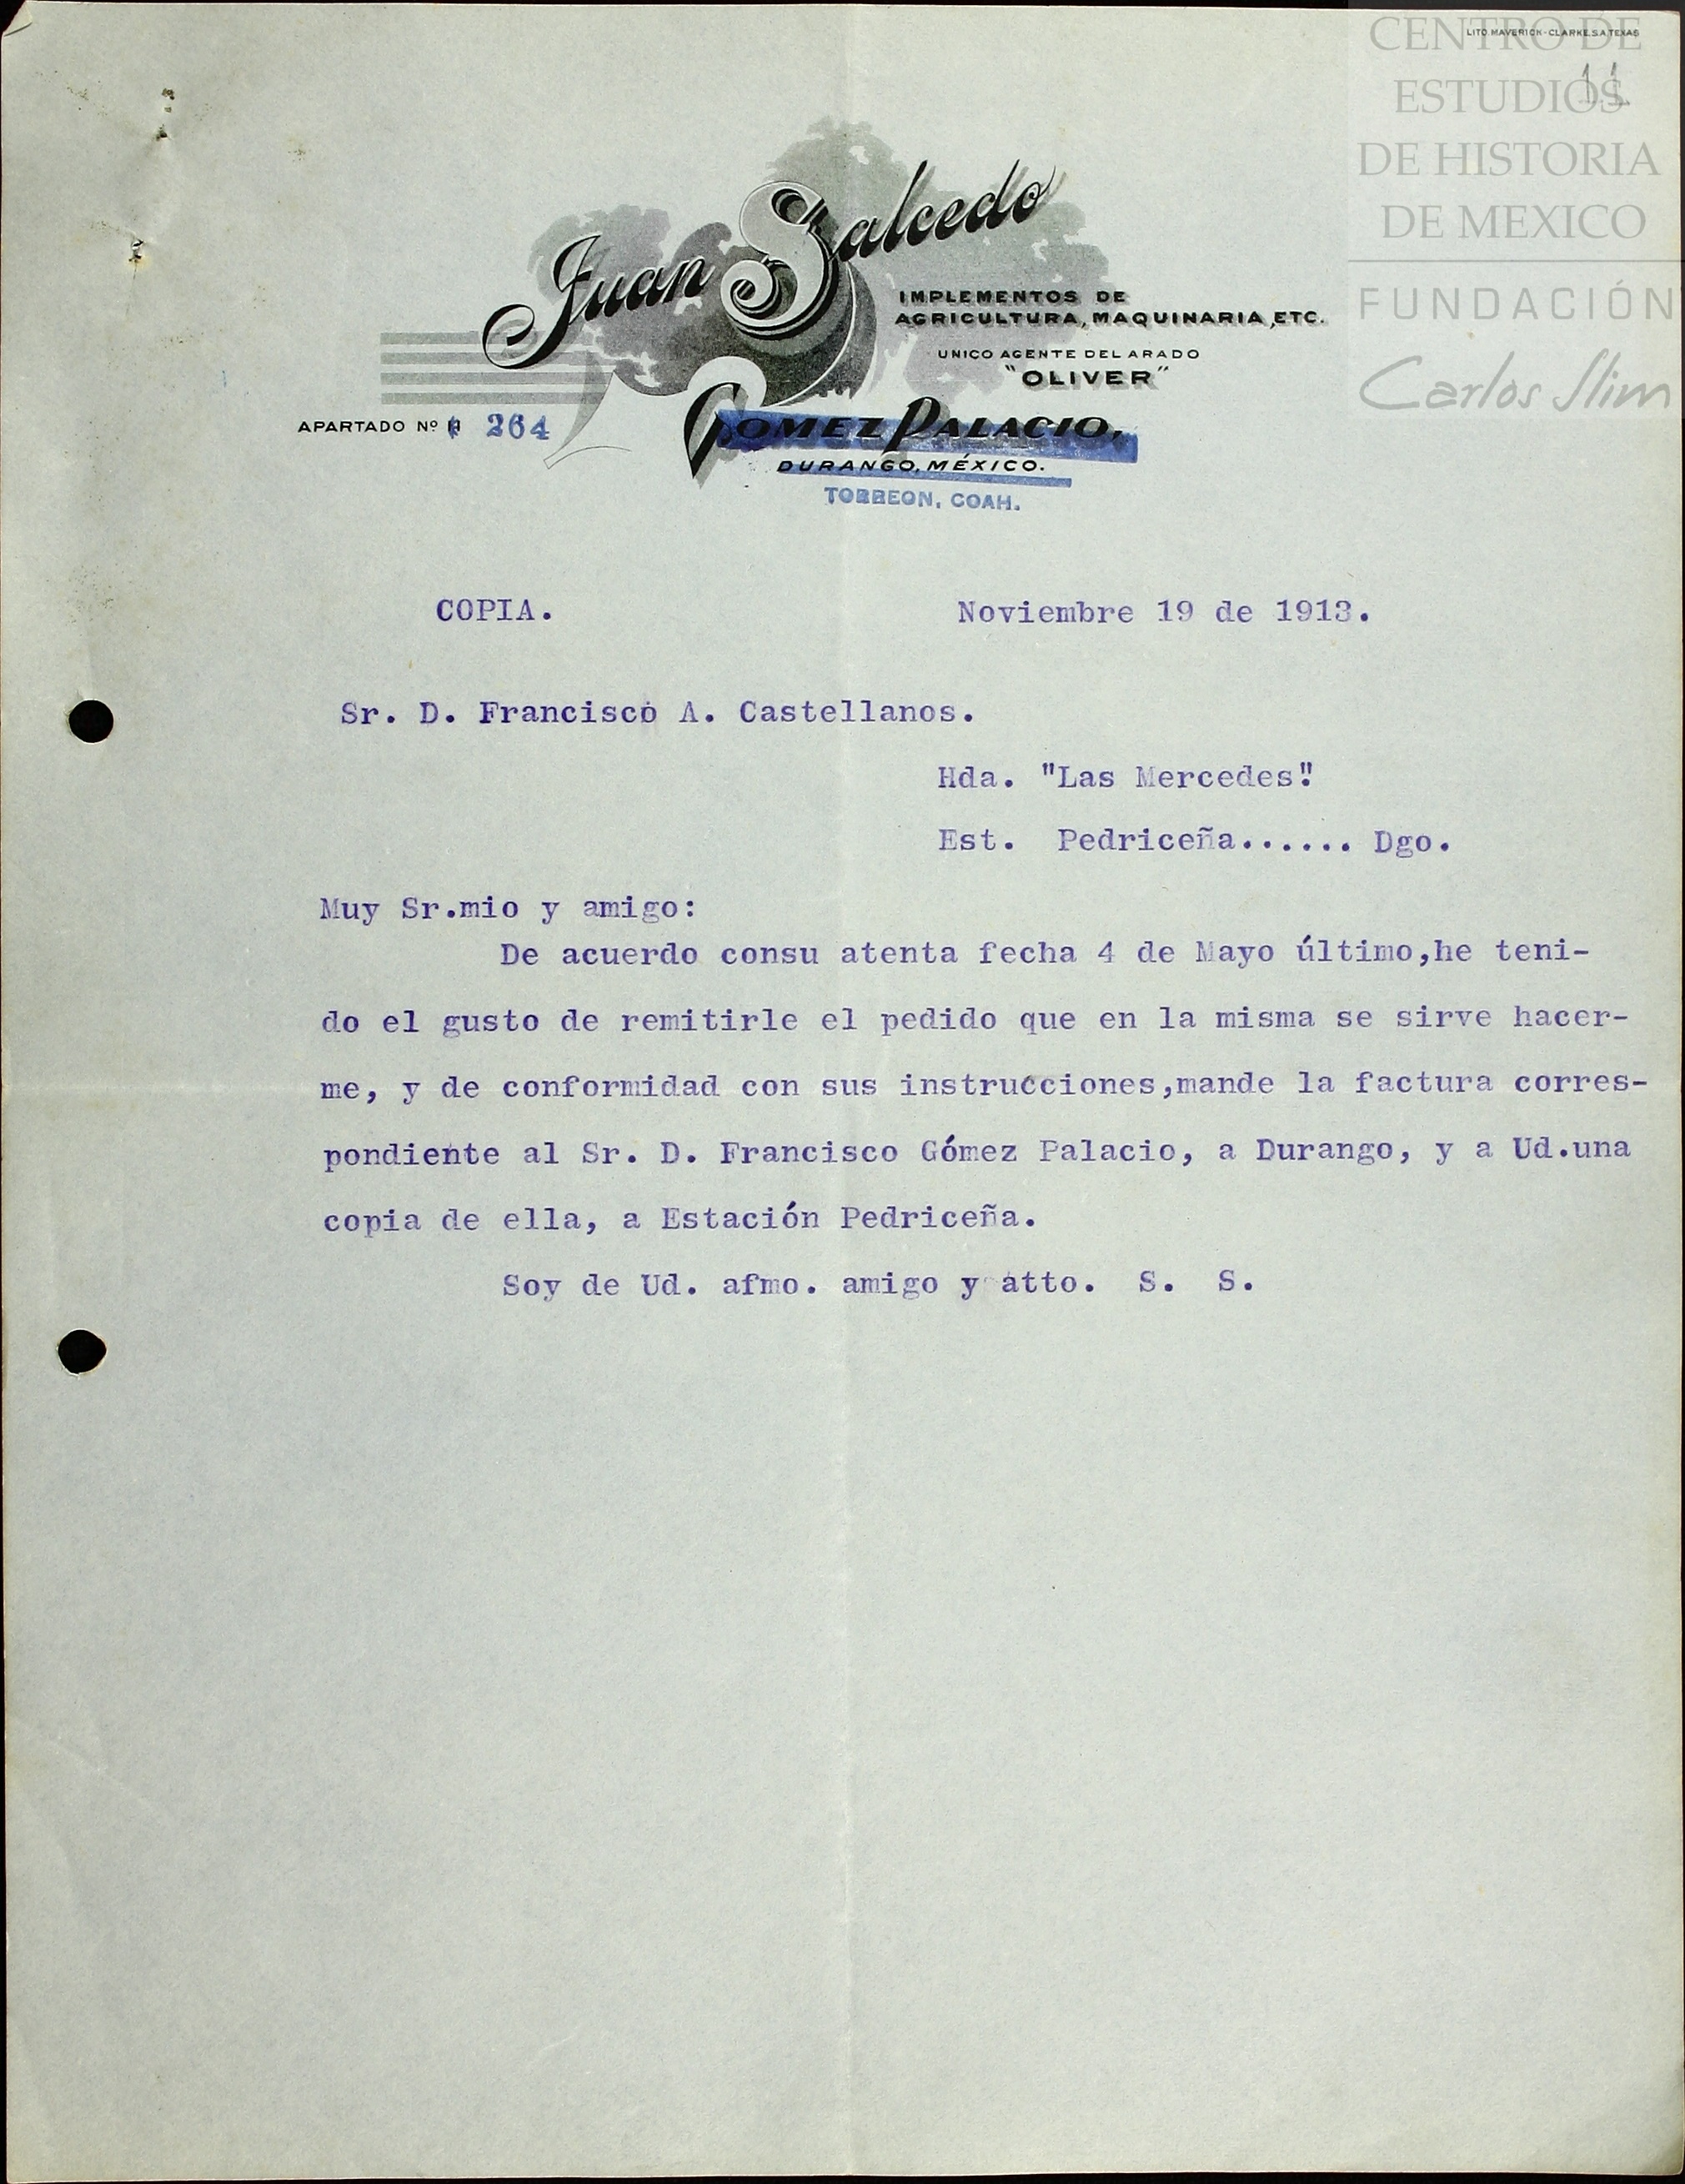 LITO. MAVERICK-CLARKE, S.A. TEXAS
11
CENTRO DE
ESTUDIOS
DE HISTORIA
DE MEXICO
FUNDACIÓN
Carlos Slim
Juan Salcedo
IMPLEMENTOS DE
AGRICULTURA, MAQUINARIA, ETC.
UNICO AGENTE DEL ARADO
"OLIVER"
APARTADO Nº 264
GOMEZ PALACIO,
DURANGO, MÉXICO.
TORREON, COAH.
COPIA. Noviembre 19 de 1913.
Sr. D. Francisco A. Castellanos.
Hda. "Las Mercedes".
Est. Pedriceña...... Dgo.
Muy Sr.mio y amigo:
De acuerdo consu atenta fecha 4 de Mayo último,he teni-
do el gusto de remitirle el pedido que en la misma se sirve hacer-
me, y de conformidad con sus instrucciones,mande la factura corres-
pondiente al Sr. D. Francisco Gómez Palacio, a Durango, y a Ud.una
copia de ella, a Estación Pedriceña.
Soy de Ud. afmo. amigo y atto. S. S.